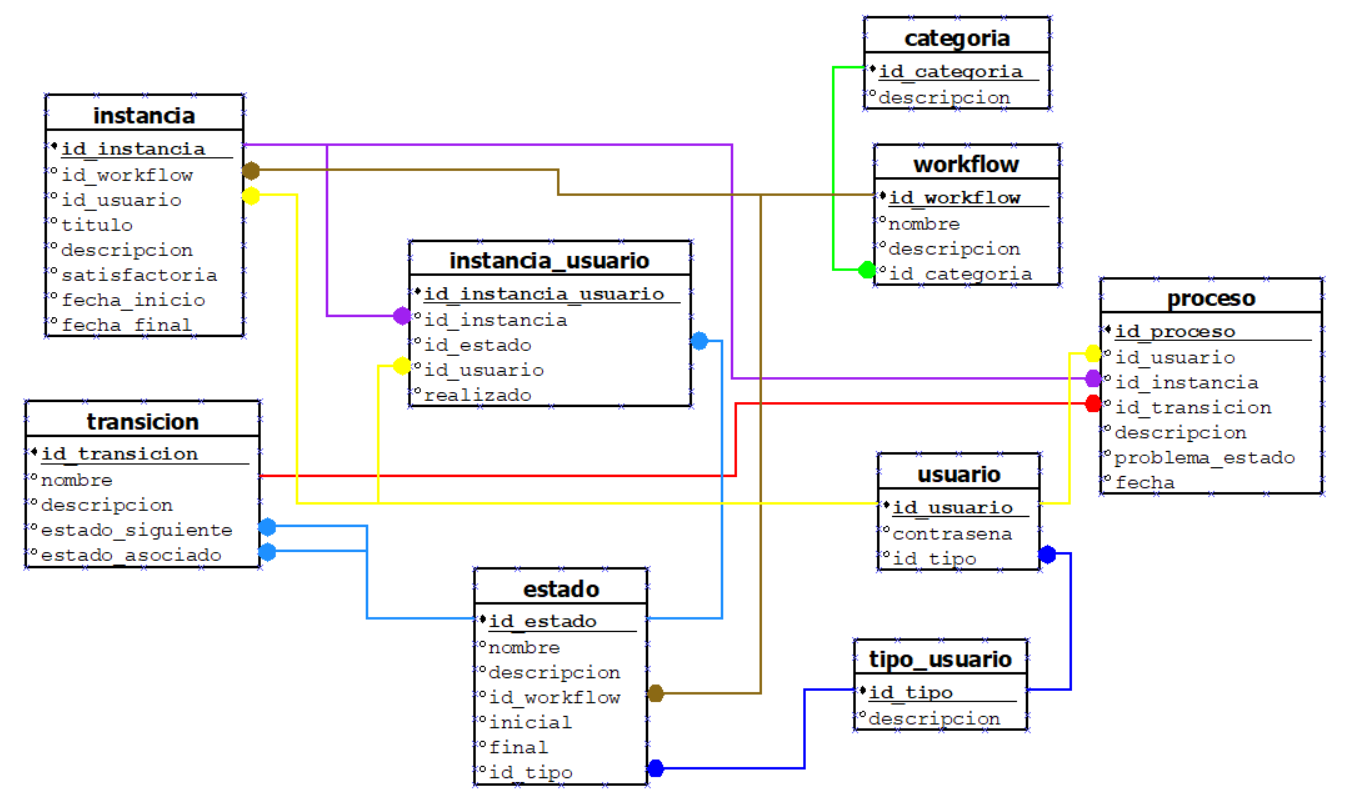 categoria
id_categoria
descripcion
instancia
id_instancia
id_workflow
id_usuario
titulo
descripcion
satisfactoria
fecha_inicio
fecha_final
workflow
id_workflow
nombre
descripcion
id_categoria
instancia_usuario
id_instancia_usuario
id_instancia
id_estado
id_usuario
realizado
proceso
id_proceso
id_usuario
id_instancia
id_transicion
descripcion
problema_estado
fecha
transicion
id_transicion
nombre
descripcion
estado_siguiente
estado_asociado
usuario
id_usuario
contrasena
id_tipo
estado
id_estado
nombre
descripcion
id_workflow
inicial
final
id_tipo
tipo_usuario
id_tipo
descripcion